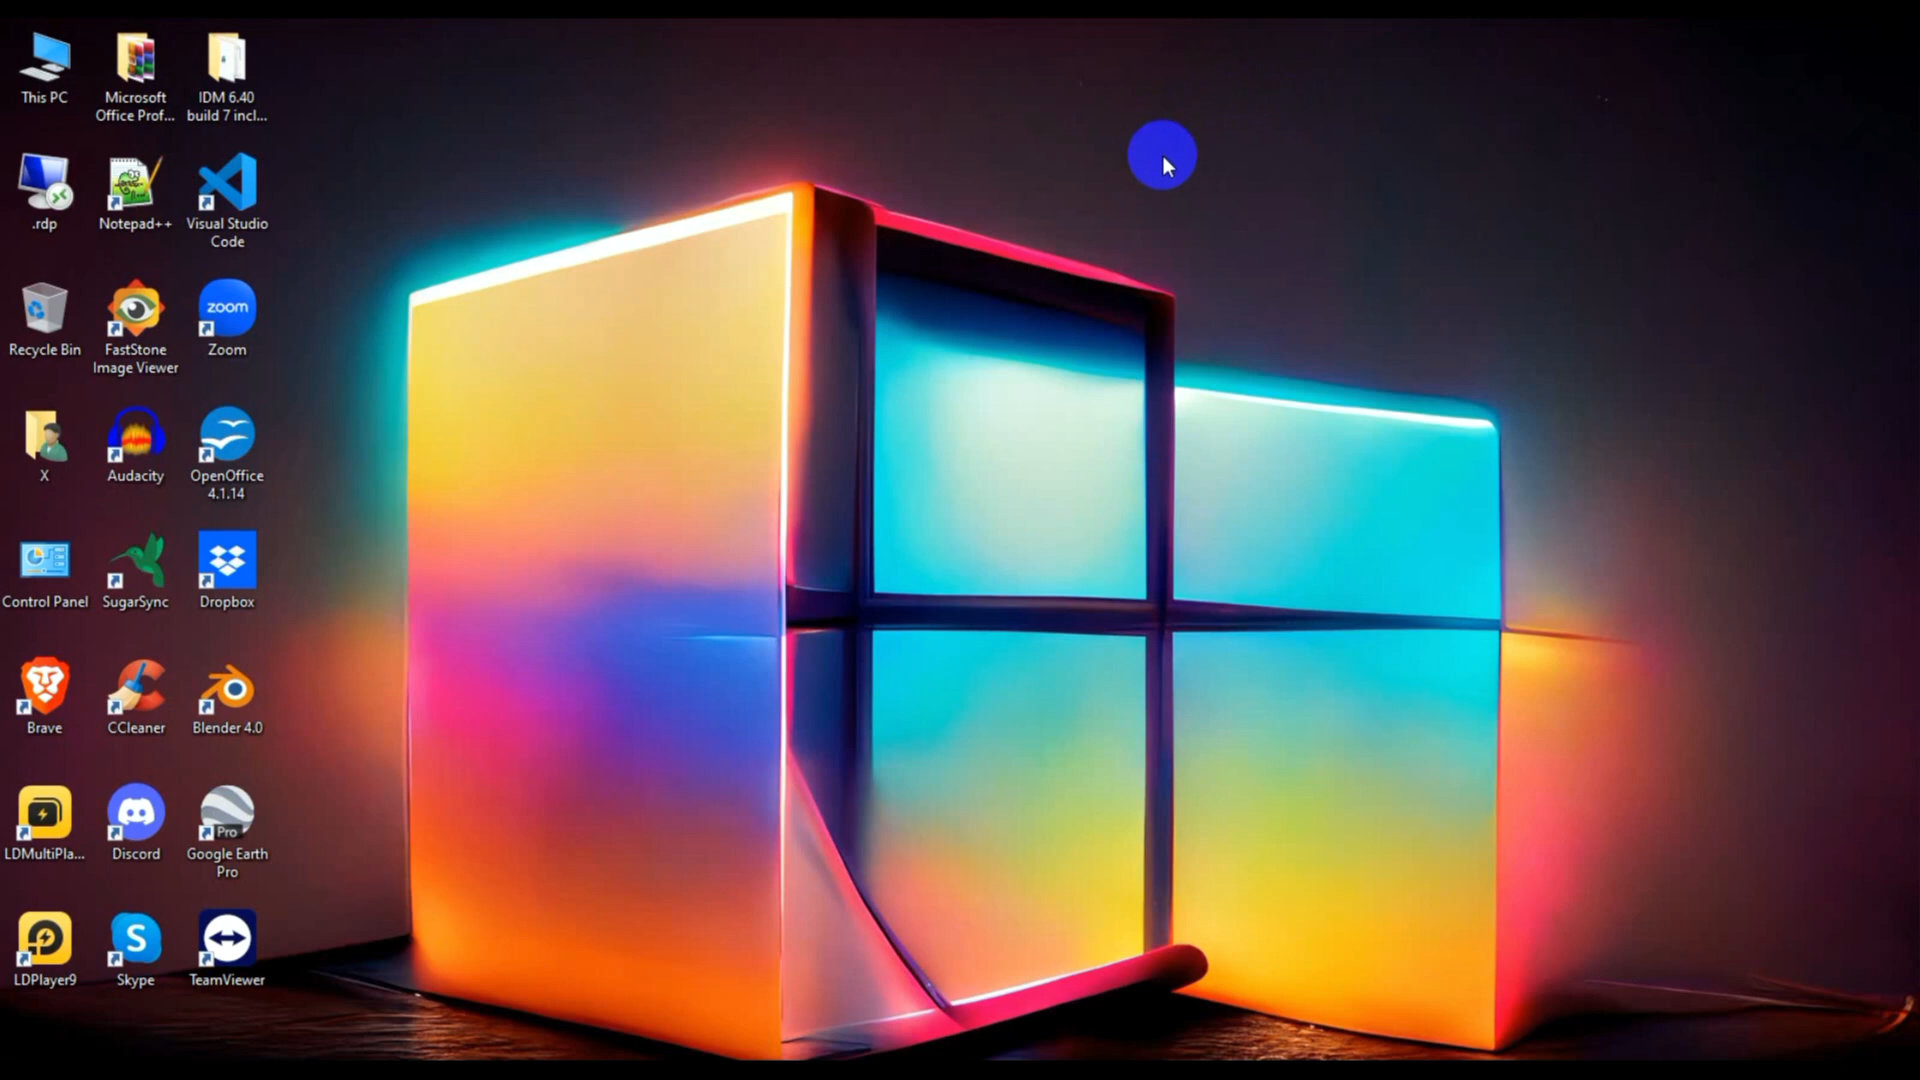 This PC
Microsoft
Office Prof...
IDM 6.40
build 7 incl...
.rdp
Notepad++
Visual Studio
Code
Recycle Bin
FastStone
Image Viewer
zoom
Zoom
X
Audacity
OpenOffice
4.1.14
Control Panel
SugarSync
Dropbox
Brave
CCleaner
Blender 4.0
LDMultiPla...
Discord
Pro
Google Earth
Pro
LDPlayer9
S
Skype
TeamViewer